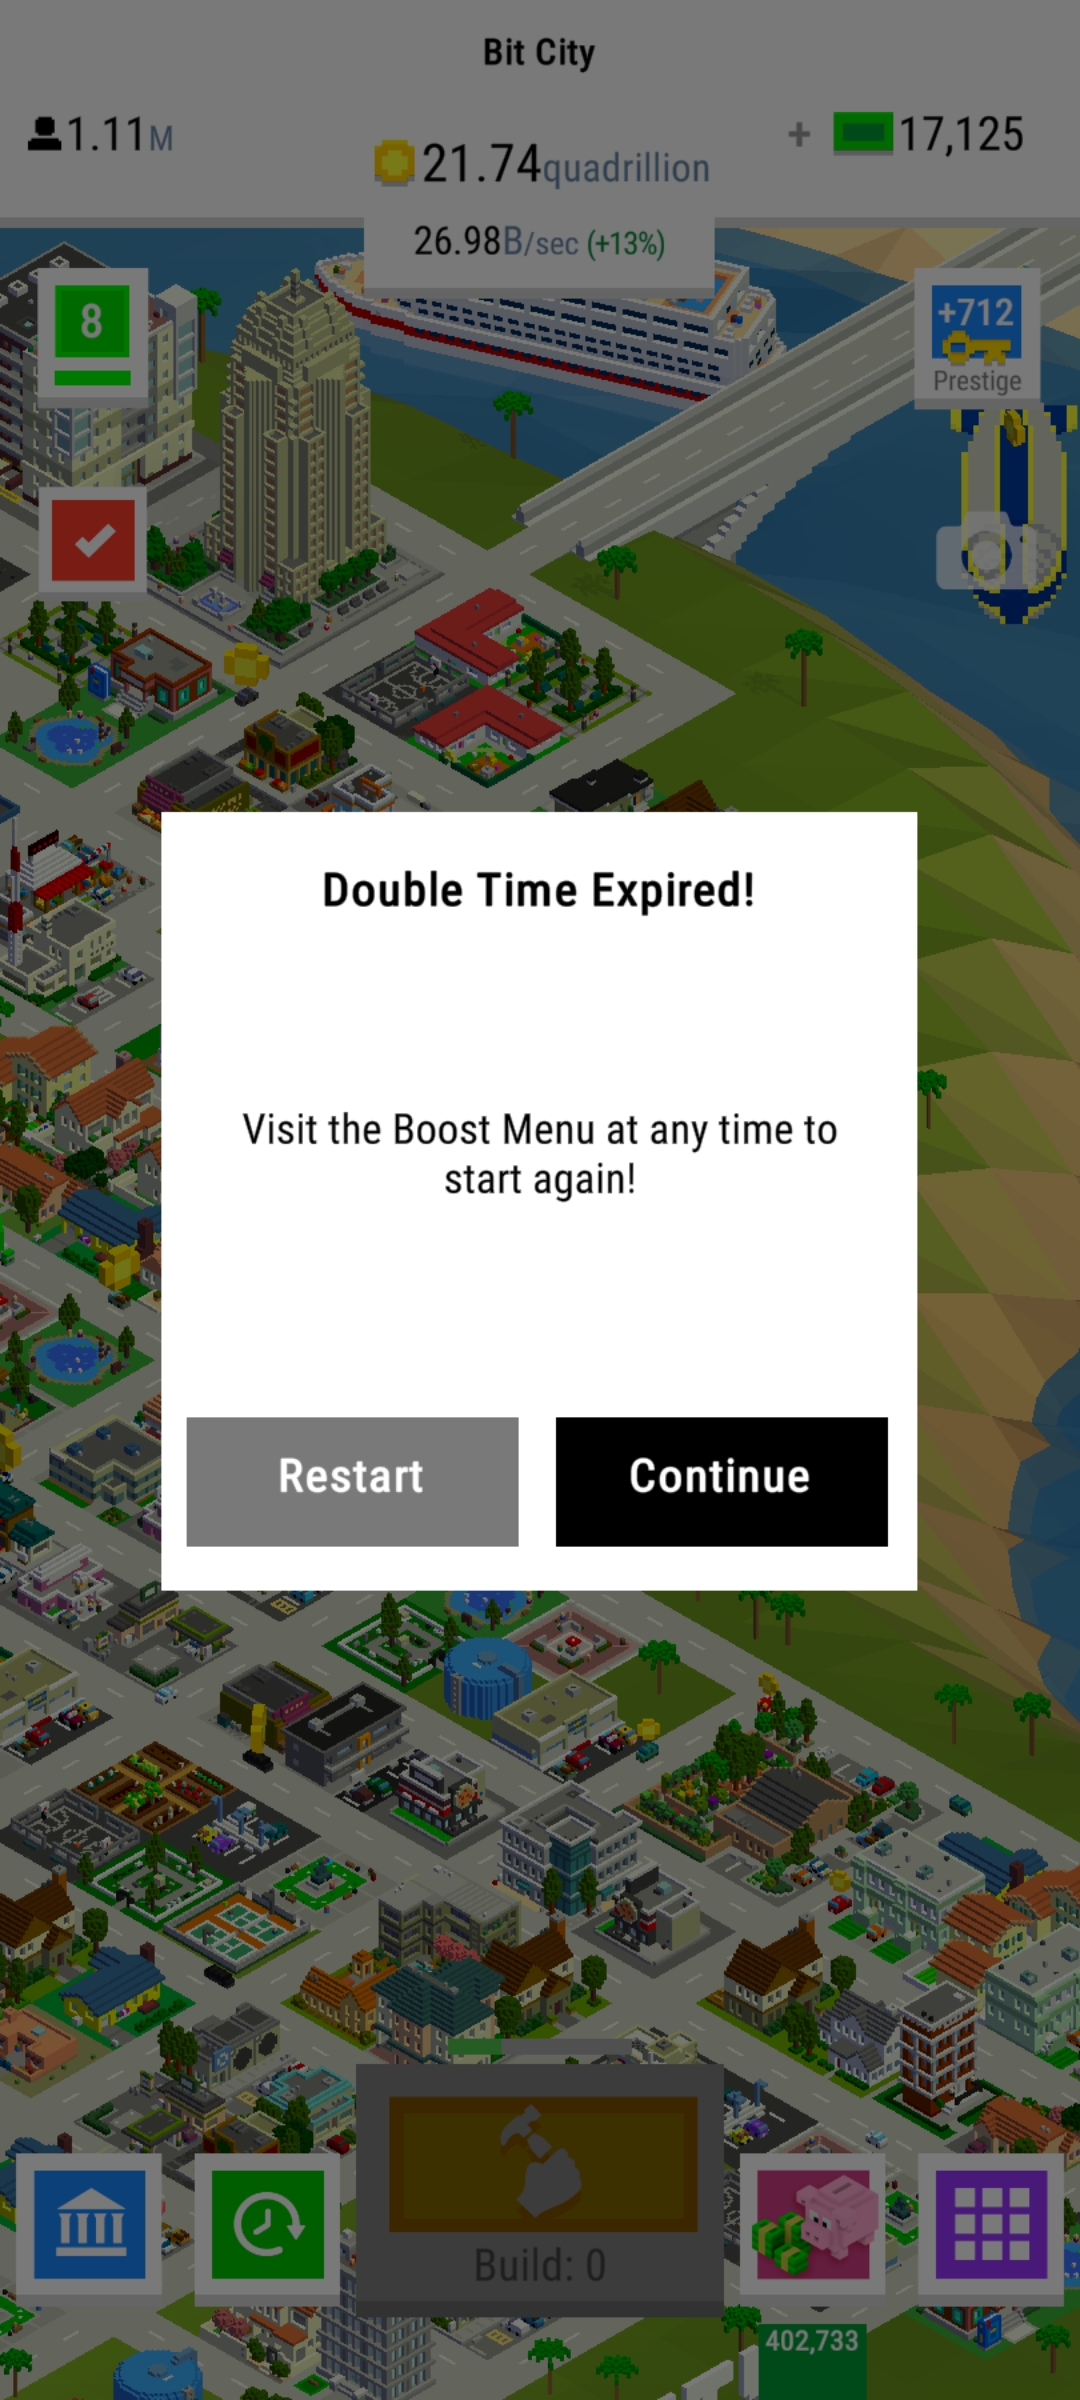 Bit City
1.11M
21.74quadrillion
+ 17,125
26.98B/sec (+13%)
8
+712
Prestige
Double Time Expired!
Visit the Boost Menu at any time to
start again!
Restart
Continue
Build: 0
402,733